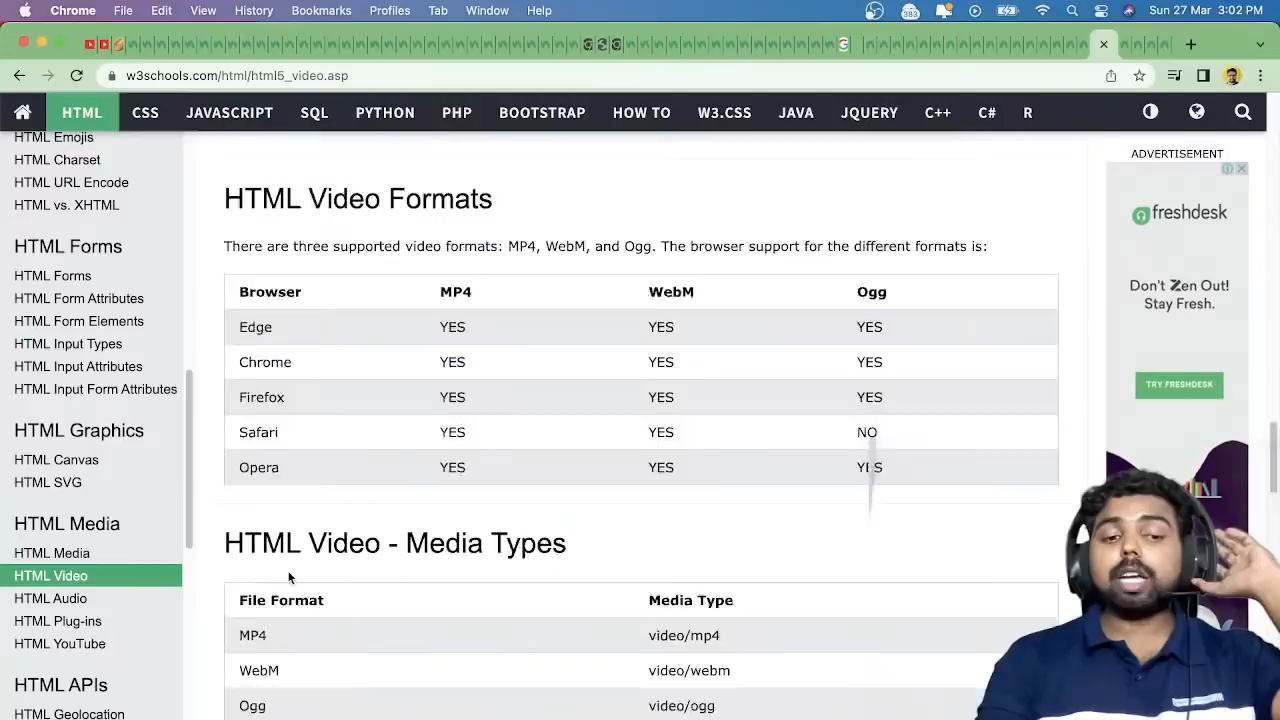 Chrome File Edit View History Bookmarks Profiles Tab Window Help 383 Sun 27 Mar 3:02 PM
w3schools.com/html/html5_video.asp
HTML CSS JAVASCRIPT SQL PYTHON PHP BOOTSTRAP HOW TO W3.CSS JAVA JQUERY C++ C# R
HTML Emojis
HTML Charset
HTML URL Encode
HTML vs. XHTML
HTML Forms
HTML Forms
HTML Form Attributes
HTML Form Elements
HTML Input Types
HTML Input Attributes
HTML Input Form Attributes
HTML Graphics
HTML Canvas
HTML SVG
HTML Media
HTML Media
HTML Video
HTML Audio
HTML Plug-ins
HTML YouTube
HTML APIs
HTML Geolocation
HTML Video Formats
There are three supported video formats: MP4, WebM, and Ogg. The browser support for the different formats is:
Browser MP4 WebM Ogg
Edge YES YES YES
Chrome YES YES YES
Firefox YES YES YES
Safari YES YES NO
Opera YES YES YES
HTML Video - Media Types
File Format Media Type
MP4 video/mp4
WebM video/webm
Ogg video/ogg
ADVERTISEMENT
freshdesk
Don't Zen Out!
Stay Fresh.
TRY FRESHDESK